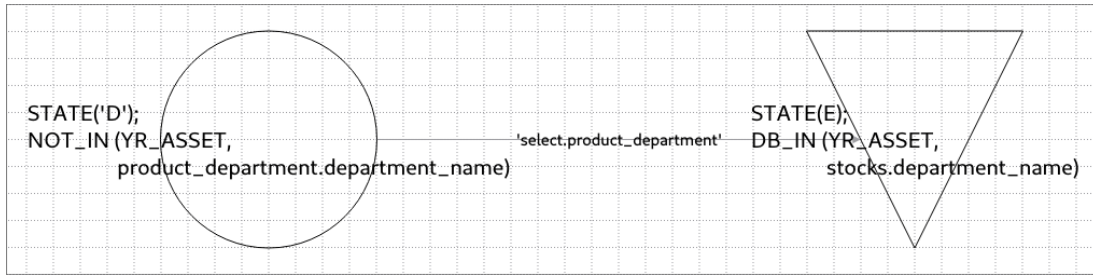 STATE('D');
NOT_IN (YR_ASSET,
product_department.department_name)
'select.product_department'
STATE(E);
DB_IN (YR_ASSET,
stocks.department_name)